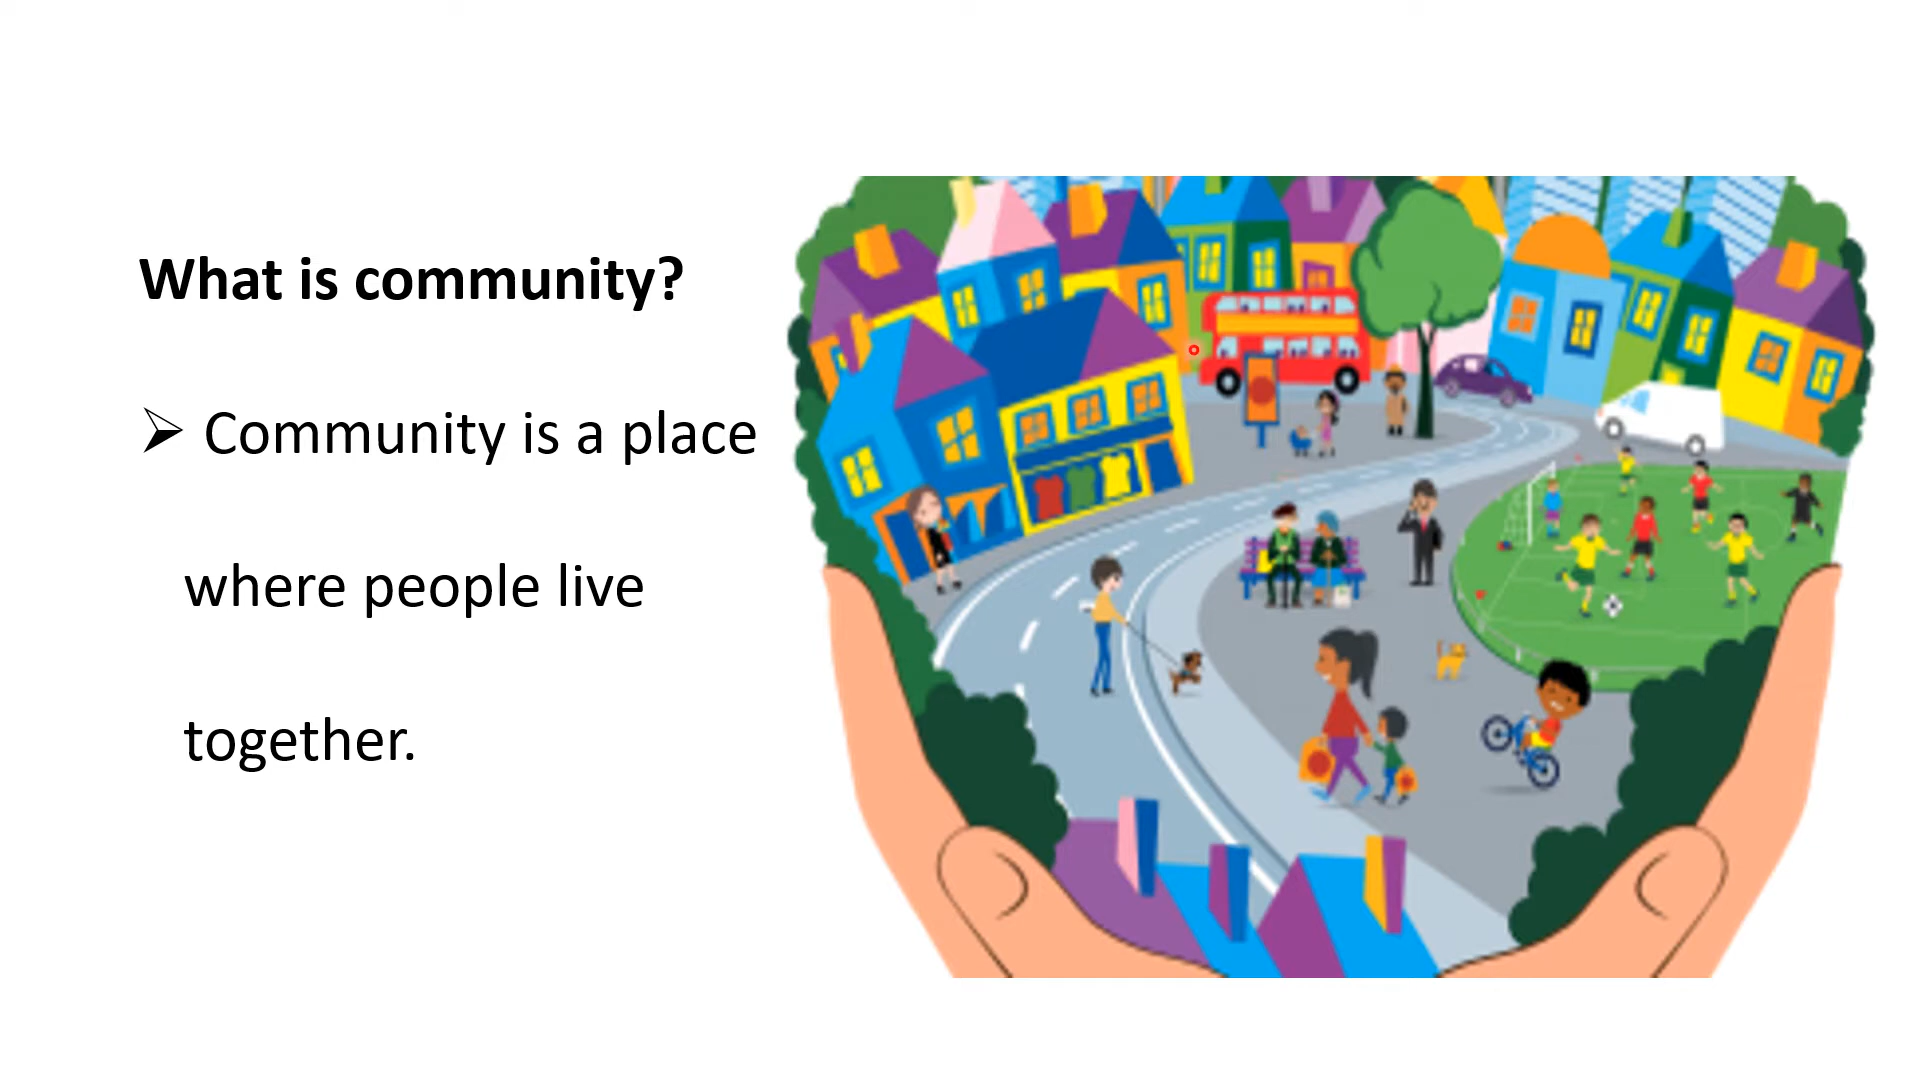 What is community?
➢ Community is a place
where people live
together.